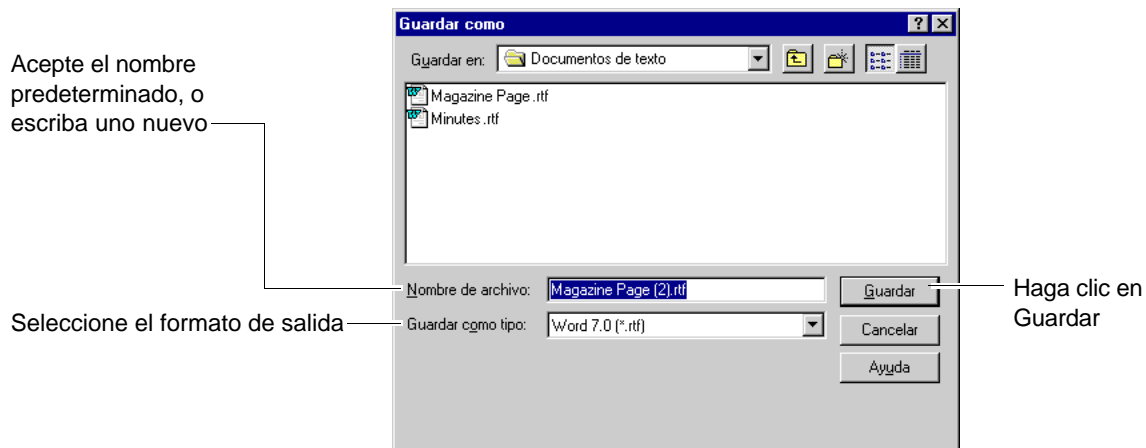 Guardar como
Guardar en: Documentos de texto
Acepte el nombre
predeterminado, o
escriba uno nuevo
Magazine Page.rtf
Minutes.rtf
Nombre de archivo: Magazine Page (2).rtf Guardar
Haga clic en
Guardar
Seleccione el formato de salida
Guardar como tipo: Word 7.0 (*.rtf) Cancelar
Ayuda